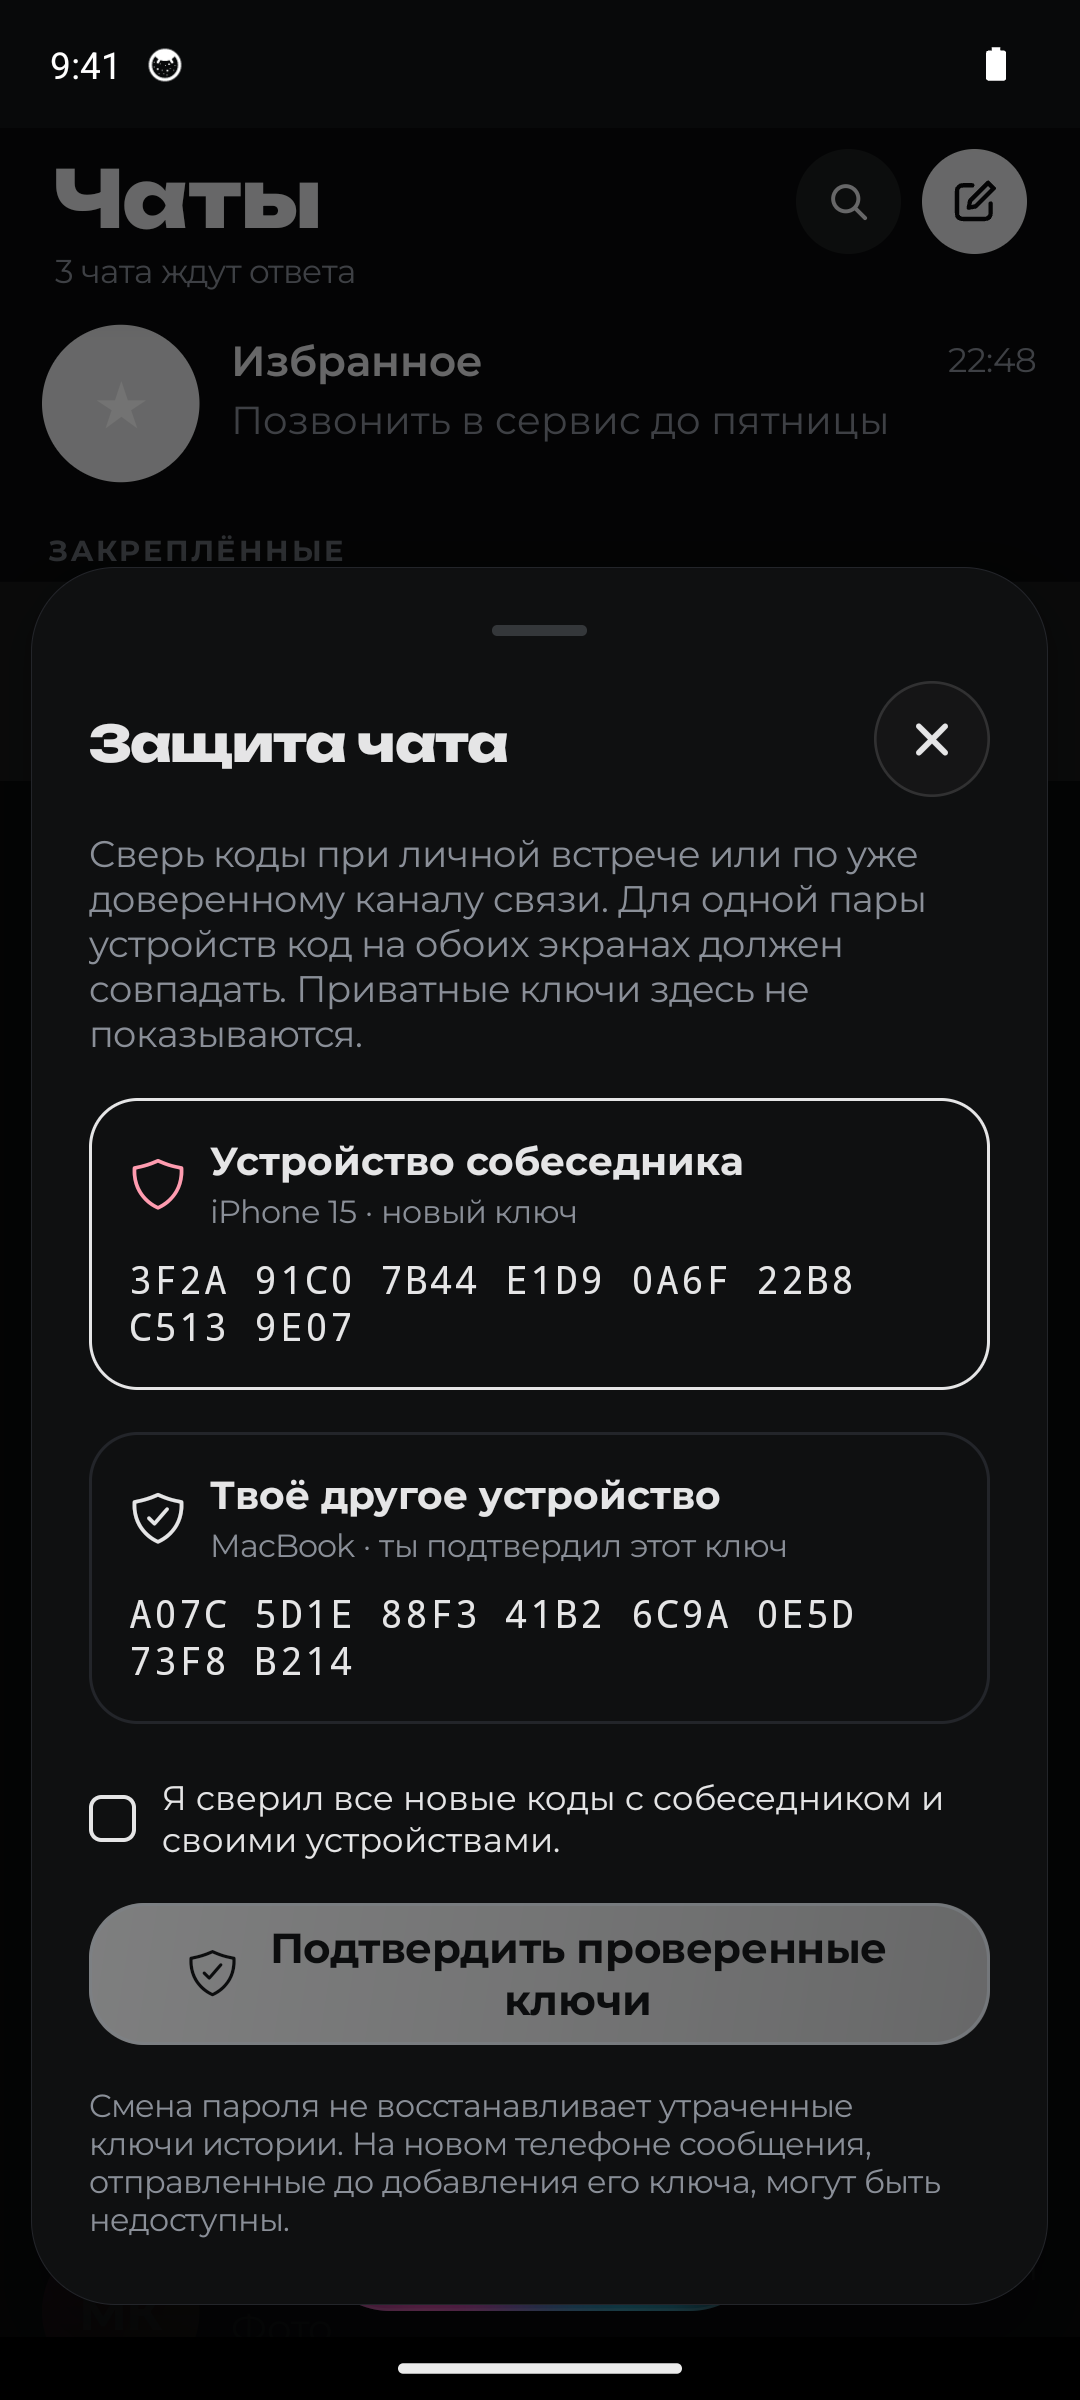 9:41
Чаты
3 чата ждут ответа
Избранное
22:48
Позвонить в сервис до пятницы
ЗАКРЕПЛЁННЫЕ
Защита чата
Сверь коды при личной встрече или по уже
доверенному каналу связи. Для одной пары
устройств код на обоих экранах должен
совпадать. Приватные ключи здесь не
показываются.
Устройство собеседника
iPhone 15 · новый ключ
3F2A 91C0 7B44 E1D9 0A6F 22B8
C513 9E07
Твоё другое устройство
MacBook · ты подтвердил этот ключ
A07C 5D1E 88F3 41B2 6C9A 0E5D
73F8 B214
Я сверил все новые коды с собеседником и
своими устройствами.
Подтвердить проверенные
ключи
Смена пароля не восстанавливает утраченные
ключи истории. На новом телефоне сообщения,
отправленные до добавления его ключа, могут быть
недоступны.
Фото